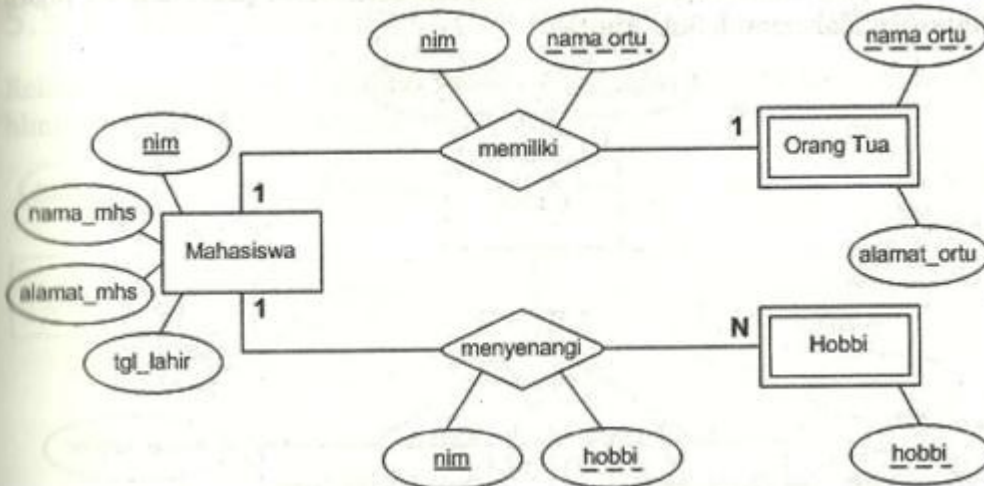 5.
nim
nama ortu
nama ortu
memiliki
1
Orang Tua
nim
1
nama_mhs
Mahasiswa
alamat_ortu
alamat_mhs
1
N
Hobbi
tgl_lahir
menyenangi
nim
hobbi
hobbi